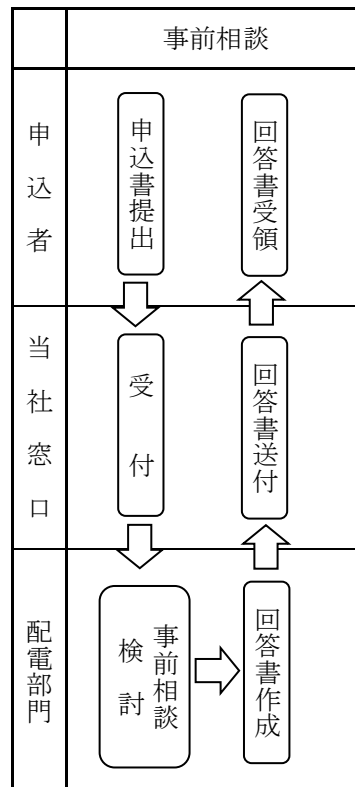 事前相談
申込者
申込書提出
回答書受領
当社窓口
受付
回答書送付
配電部門
事前相談
検討
回答書作成